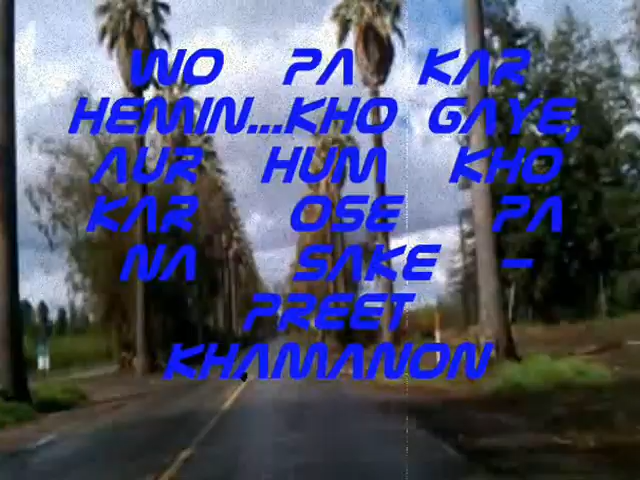 WO PA KAR
HEMIN...KHO GAYE,
AUR HUM KHO
KAR OSE PA
NA SAKE -
PREET
KHAMANON